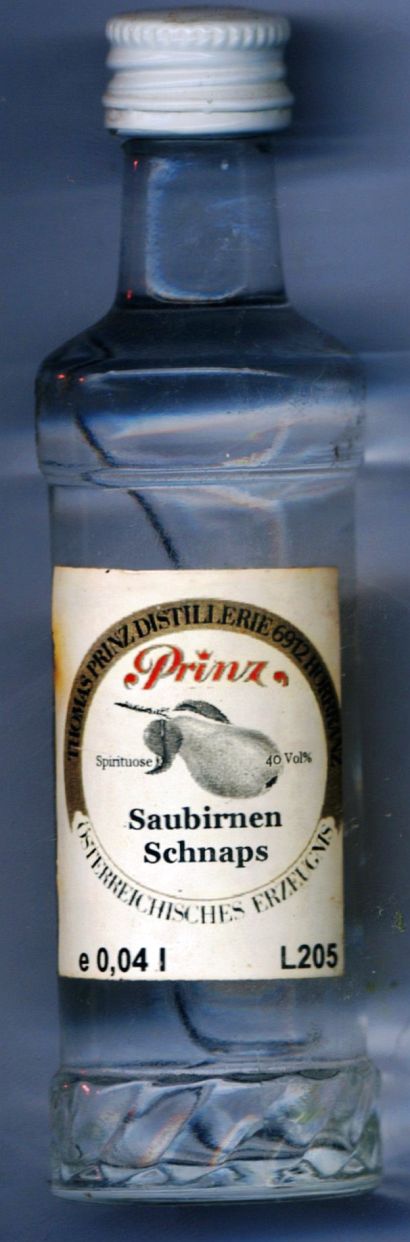 THOMAS PRINZ DISTILLERIE 6912 HÖRBRANZ
Prinz
Spirituose 40 Vol%
Saubirnen
Schnaps
ÖSTERREICHISCHES ERZEUGNIS
e 0,04 l L205